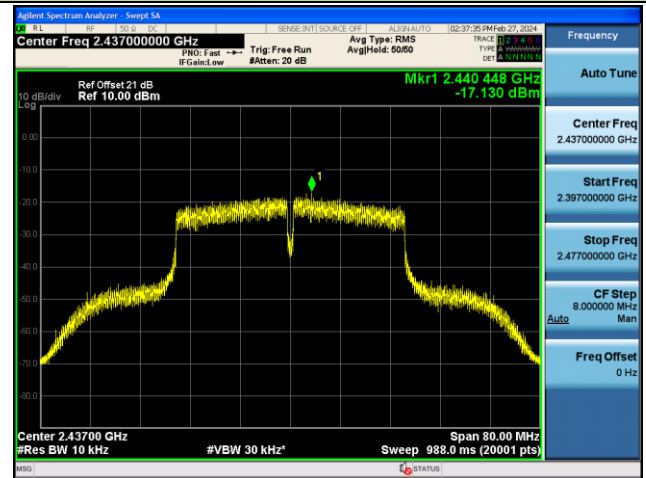 Agilent Spectrum Analyzer - Swept SA
RL RF 50 Ω DC SENSE:INT SOURCE OFF ALIGN AUTO 02:37:35 PM Feb 27, 2024
Center Freq 2.437000000 GHz
PNO: Fast
IFGain:Low
Trig: Free Run
#Atten: 20 dB
Avg Type: RMS
Avg|Hold: 50/50
TRACE 1 2 3 4 5 6
TYPE A
DET A N N N N N
Frequency
Auto Tune
Center Freq
2.437000000 GHz
Start Freq
2.397000000 GHz
Stop Freq
2.477000000 GHz
CF Step
8.000000 MHz
Auto Man
Freq Offset
0 Hz
Mkr1 2.440 448 GHz
-17.130 dBm
Ref Offset 21 dB
10 dB/div Ref 10.00 dBm
Log
0.00
-10.0
-20.0
-30.0
-40.0
-50.0
-60.0
-70.0
-80.0
1
Center 2.43700 GHz Span 80.00 MHz
#Res BW 10 kHz #VBW 30 kHz* Sweep 988.0 ms (20001 pts)
MSG STATUS